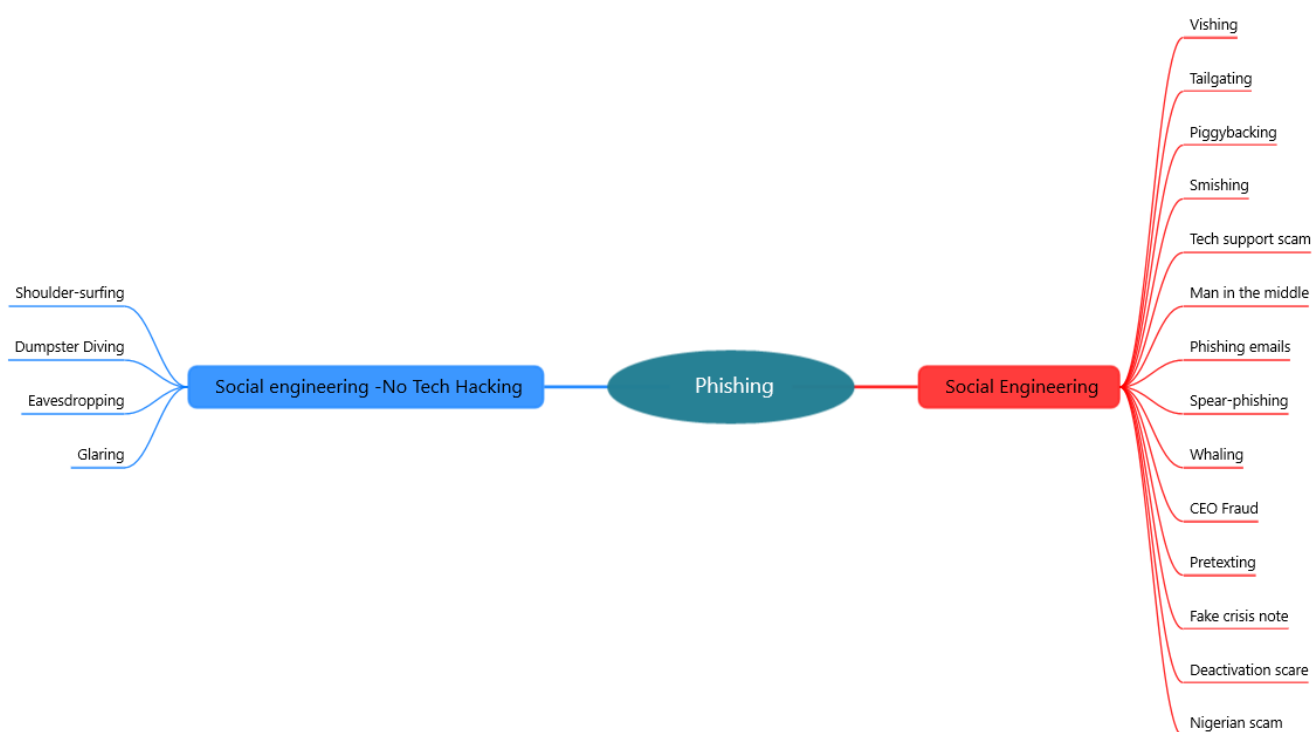 Phishing
Social engineering -No Tech Hacking
Shoulder-surfing
Dumpster Diving
Eavesdropping
Glaring
Social Engineering
Vishing
Tailgating
Piggybacking
Smishing
Tech support scam
Man in the middle
Phishing emails
Spear-phishing
Whaling
CEO Fraud
Pretexting
Fake crisis note
Deactivation scare
Nigerian scam